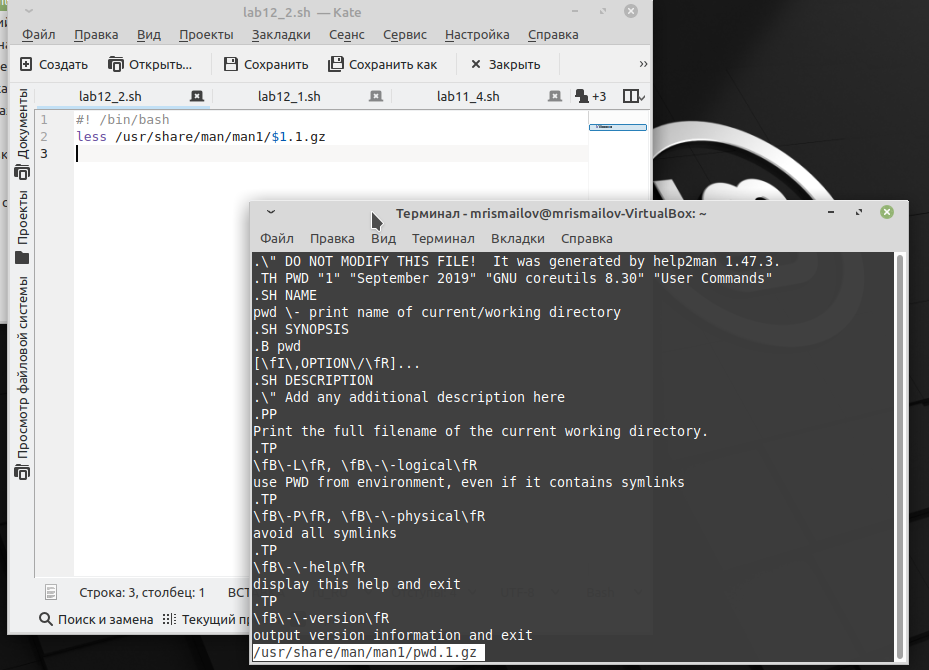 lab12_2.sh — Kate
Файл Правка Вид Проекты Закладки Сеанс Сервис Настройка Справка
Создать Открыть... Сохранить Сохранить как Закрыть »
lab12_2.sh lab12_1.sh lab11_4.sh +3
Документы
Проекты
Просмотр файловой системы
1 #! /bin/bash
2 less /usr/share/man/man1/$1.1.gz
3
Строка: 3, столбец: 1 ВСТ
Поиск и замена Текущий пр
Терминал - mrismailov@mrismailov-VirtualBox: ~
Файл Правка Вид Терминал Вкладки Справка
.\" DO NOT MODIFY THIS FILE!  It was generated by help2man 1.47.3.
.TH PWD "1" "September 2019" "GNU coreutils 8.30" "User Commands"
.SH NAME
pwd \- print name of current/working directory
.SH SYNOPSIS
.B pwd
[\fI\,OPTION\/\fR]...
.SH DESCRIPTION
.\" Add any additional description here
.PP
Print the full filename of the current working directory.
.TP
\fB\-L\fR, \fB\-\-logical\fR
use PWD from environment, even if it contains symlinks
.TP
\fB\-P\fR, \fB\-\-physical\fR
avoid all symlinks
.TP
\fB\-\-help\fR
display this help and exit
.TP
\fB\-\-version\fR
output version information and exit
/usr/share/man/man1/pwd.1.gz